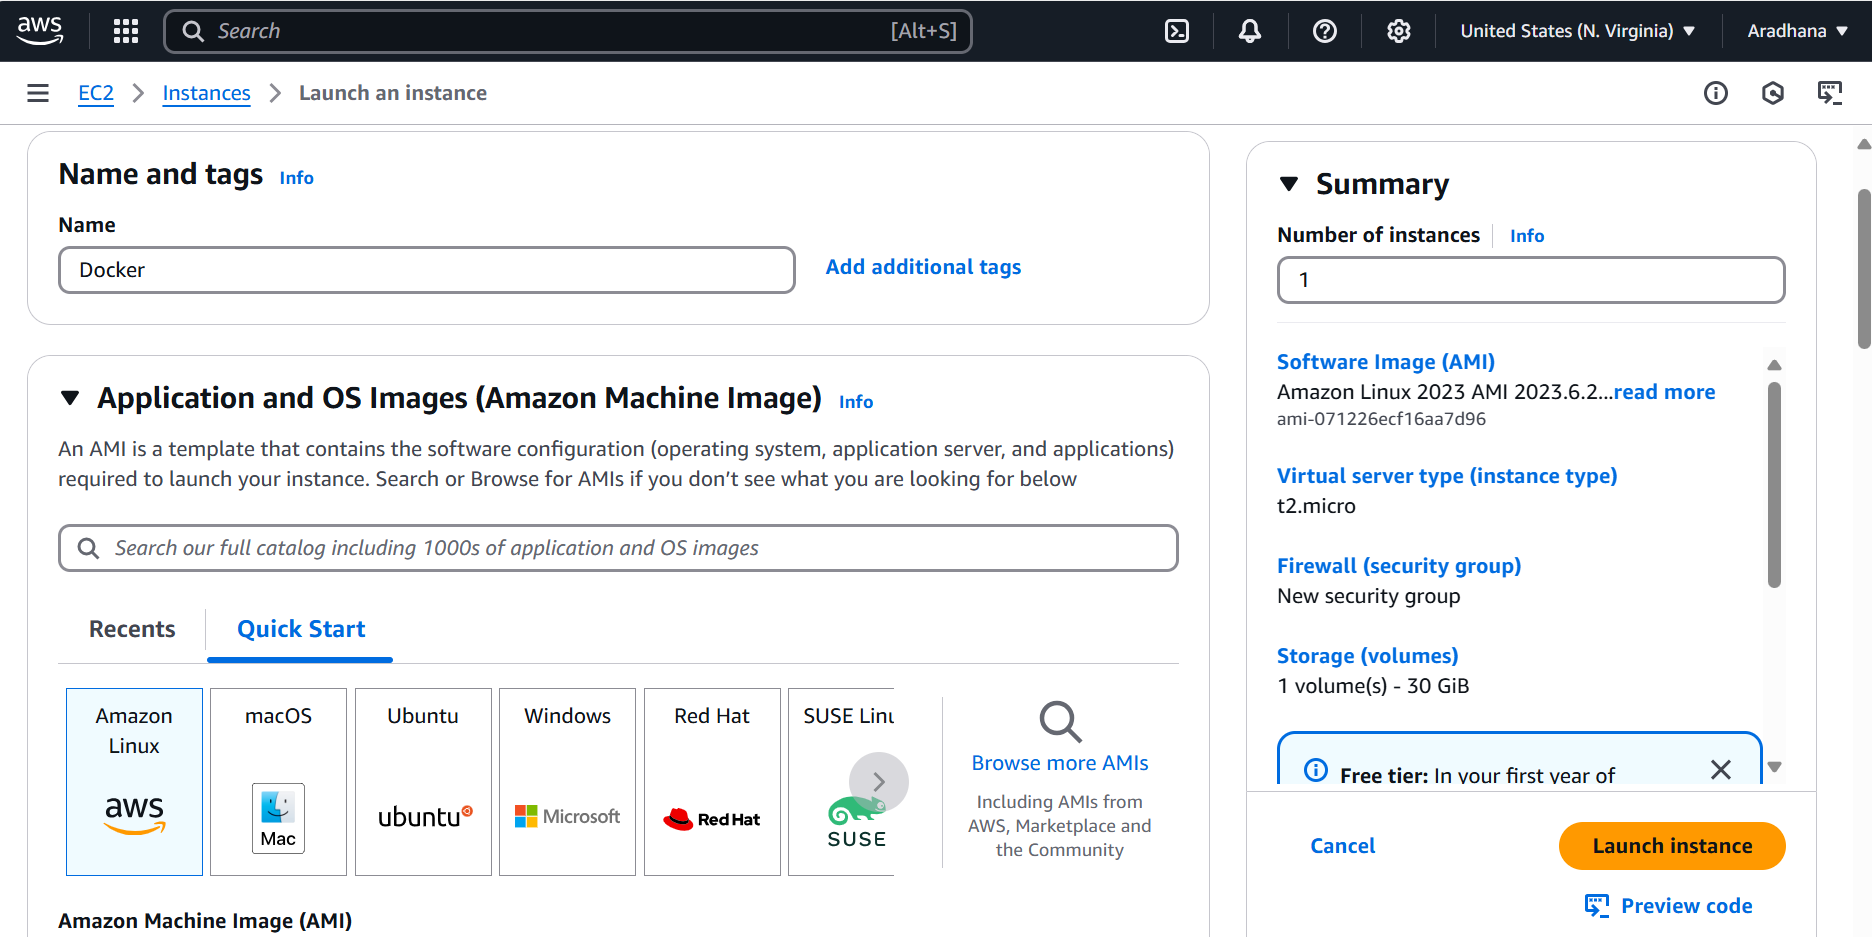 aws
Search
[Alt+S]
United States (N. Virginia)
Aradhana
EC2
Instances
Launch an instance
Name and tags Info
Name
Docker
Add additional tags
Application and OS Images (Amazon Machine Image) Info
An AMI is a template that contains the software configuration (operating system, application server, and applications)
required to launch your instance. Search or Browse for AMIs if you don’t see what you are looking for below
Search our full catalog including 1000s of application and OS images
Recents
Quick Start
Amazon
Linux
aws
macOS
Mac
Ubuntu
ubuntu
Windows
Microsoft
Red Hat
Red Hat
SUSE Linu
SUSE
Browse more AMIs
Including AMIs from
AWS, Marketplace and
the Community
Amazon Machine Image (AMI)
Summary
Number of instances
Info
1
Software Image (AMI)
Amazon Linux 2023 AMI 2023.6.2...read more
ami-071226ecf16aa7d96
Virtual server type (instance type)
t2.micro
Firewall (security group)
New security group
Storage (volumes)
1 volume(s) - 30 GiB
Free tier: In your first year of
Cancel
Launch instance
Preview code